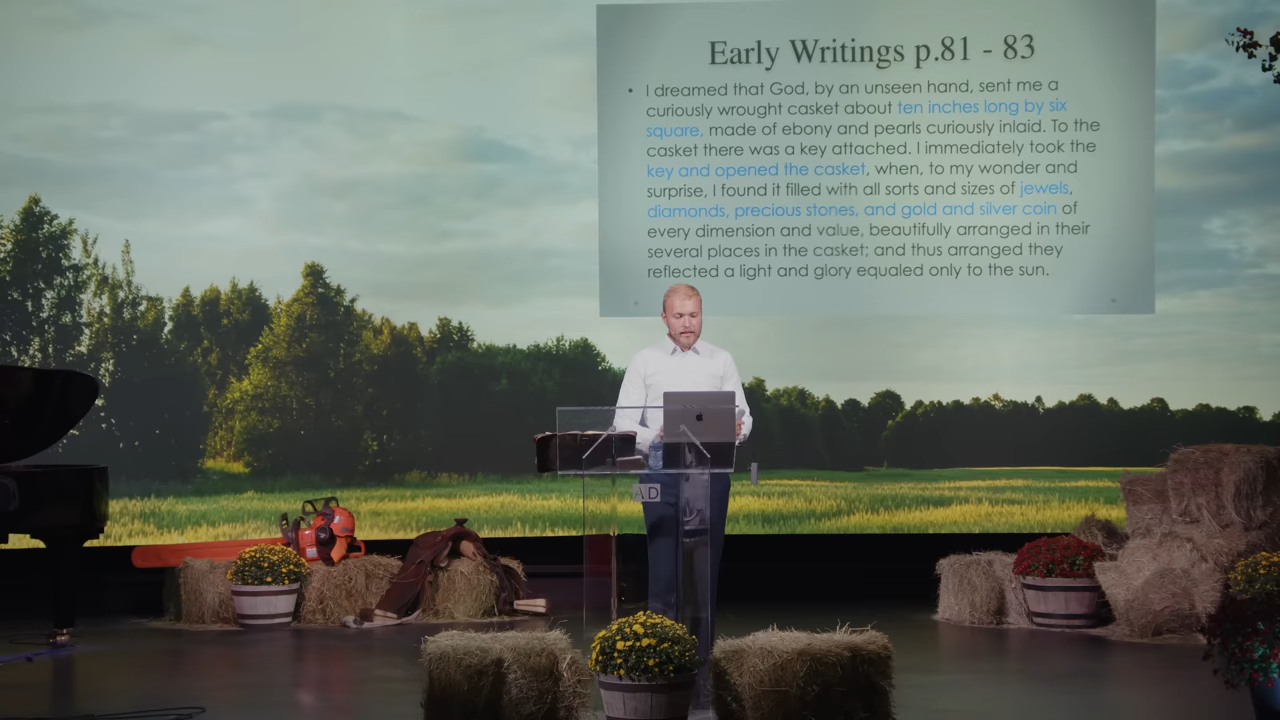 Early Writings p.81 - 83
• I dreamed that God, by an unseen hand, sent me a
curiously wrought casket about ten inches long by six
square, made of ebony and pearls curiously inlaid. To the
casket there was a key attached. I immediately took the
key and opened the casket, when, to my wonder and
surprise, I found it filled with all sorts and sizes of jewels,
diamonds, precious stones, and gold and silver coin of
every dimension and value, beautifully arranged in their
several places in the casket; and thus arranged they
reflected a light and glory equaled only to the sun.
AD